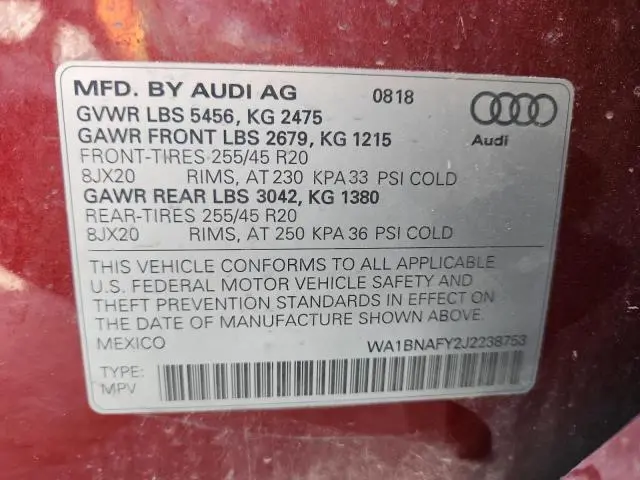 MFD. BY AUDI AG 0818
GVWR LBS 5456, KG 2475
GAWR FRONT LBS 2679, KG 1215
Audi
FRONT-TIRES 255/45 R20
8JX20 RIMS, AT 230 KPA 33 PSI COLD
GAWR REAR LBS 3042, KG 1380
REAR-TIRES 255/45 R20
8JX20 RIMS, AT 250 KPA 36 PSI COLD
THIS VEHICLE CONFORMS TO ALL APPLICABLE
U.S. FEDERAL MOTOR VEHICLE SAFETY AND
THEFT PREVENTION STANDARDS IN EFFECT ON
THE DATE OF MANUFACTURE SHOWN ABOVE.
MEXICO WA1BNAFY2J2238753
TYPE:
MPV